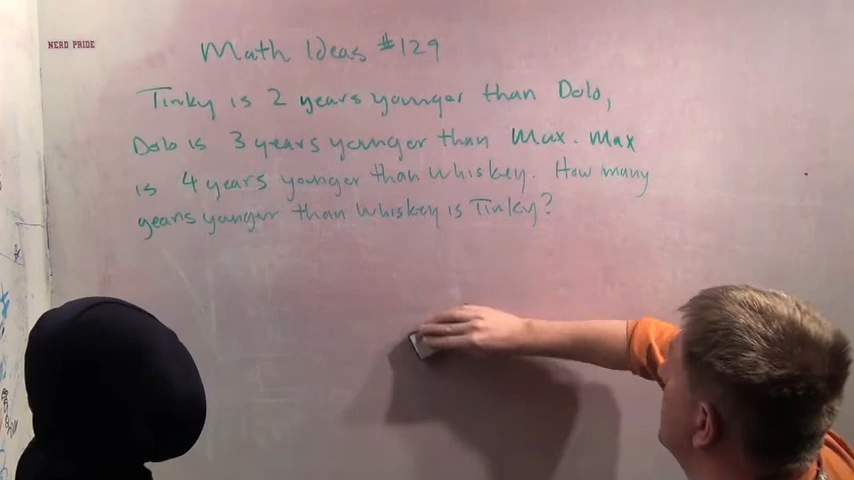 NERD PRIDE
Math Ideas #129
Tinky is 2 years younger than Dolo,
Dolo is 3 years younger than Max. Max
is 4 years younger than Whiskey. How many
years younger than Whiskey is Tinky?